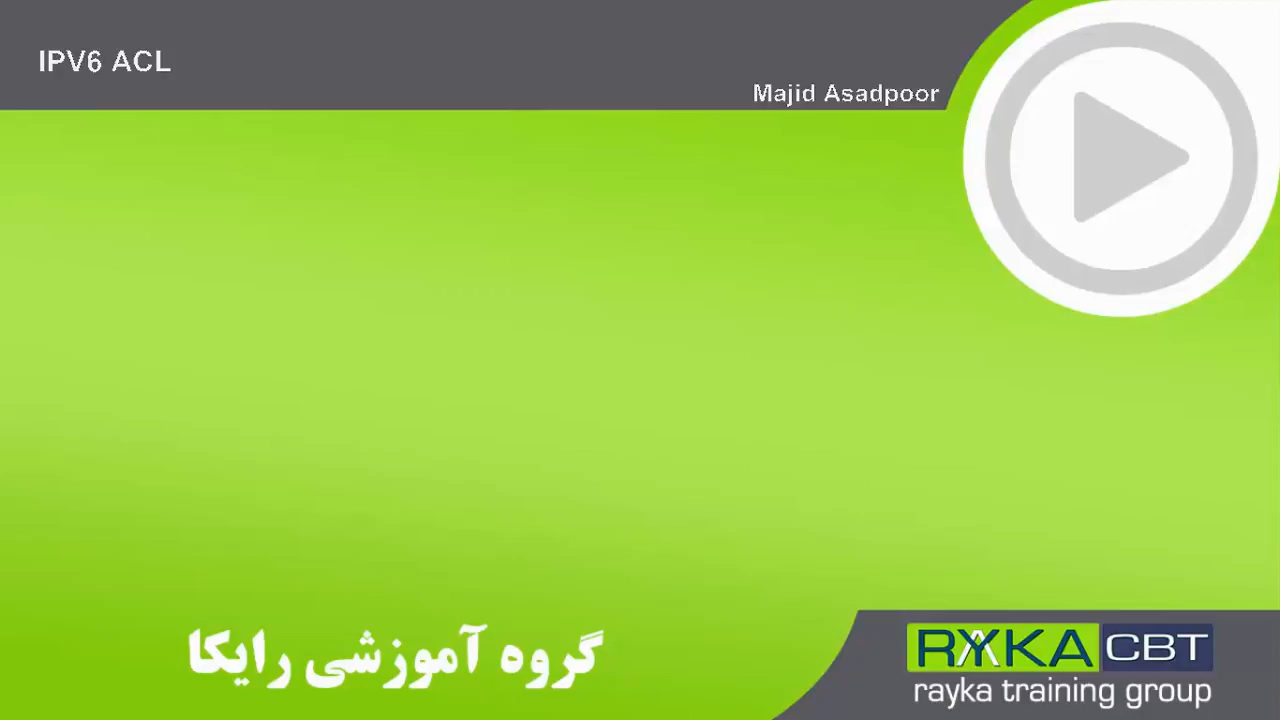 IPV6 ACL
Majid Asadpoor
گروه آموزشی رایکا
RAYKA CBT
rayka training group